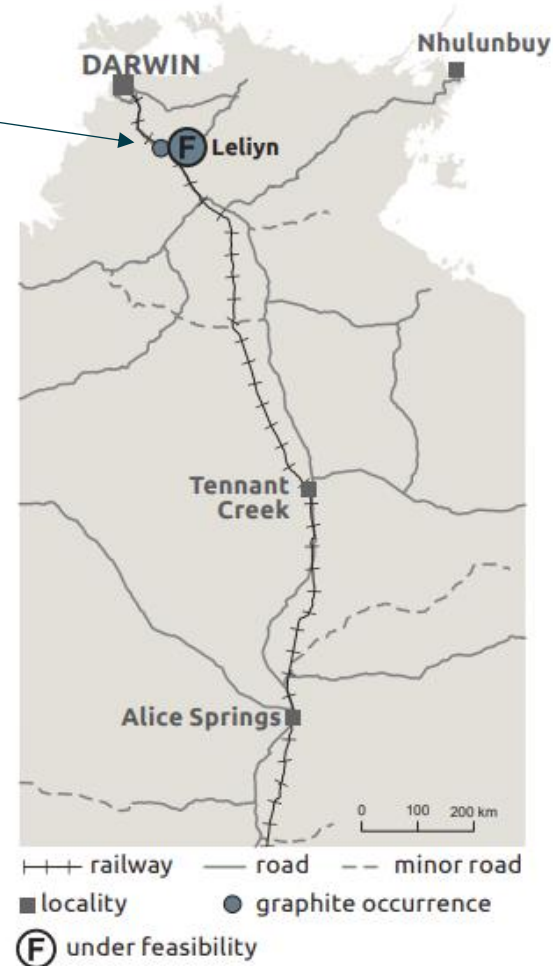 Nhulunbuy
DARWIN
F Leliyn
Tennant
Creek
Alice Springs
0 100 200 km
railway road minor road
locality graphite occurrence
F under feasibility